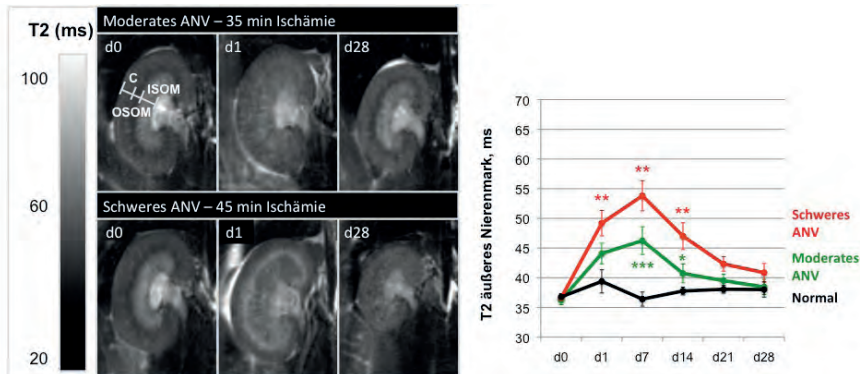 T2 (ms)
100
60
20
Moderates ANV – 35 min Ischämie
d0
d1
d28
C
ISOM
OSOM
Schweres ANV – 45 min Ischämie
d0
d1
d28
T2 äußeres Nierenmark, ms
70
65
60
55
50
45
40
35
30
d0
d1
d7
d14
d21
d28
**
**
**
***
*
Schweres
ANV
Moderates
ANV
Normal